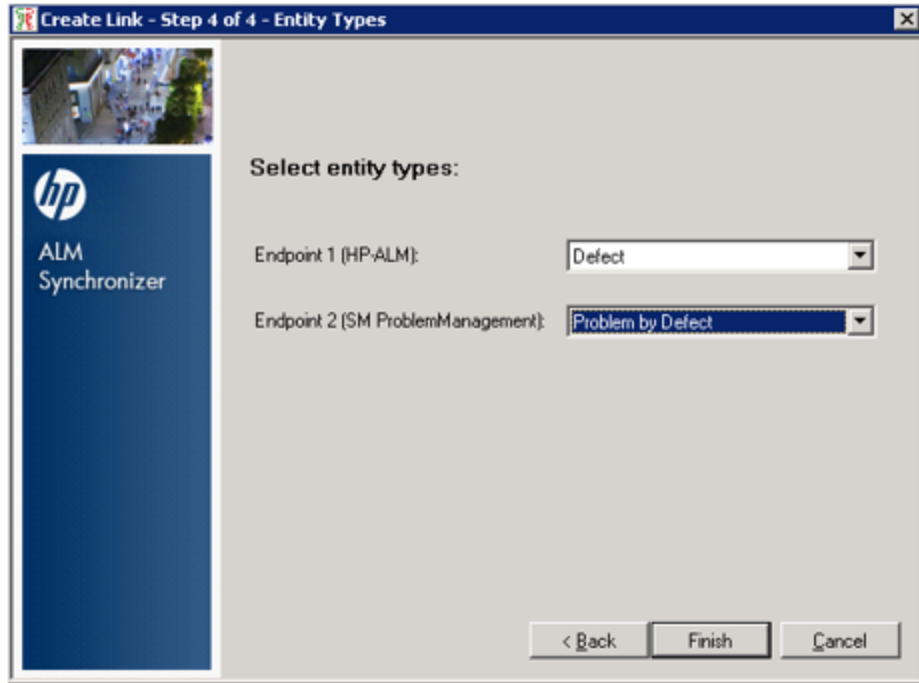 Create Link - Step 4 of 4 - Entity Types
hp
ALM
Synchronizer
Select entity types:
Endpoint 1 (HP-ALM):
Defect
Endpoint 2 (SM ProblemManagement):
Problem by Defect
< Back
Finish
Cancel